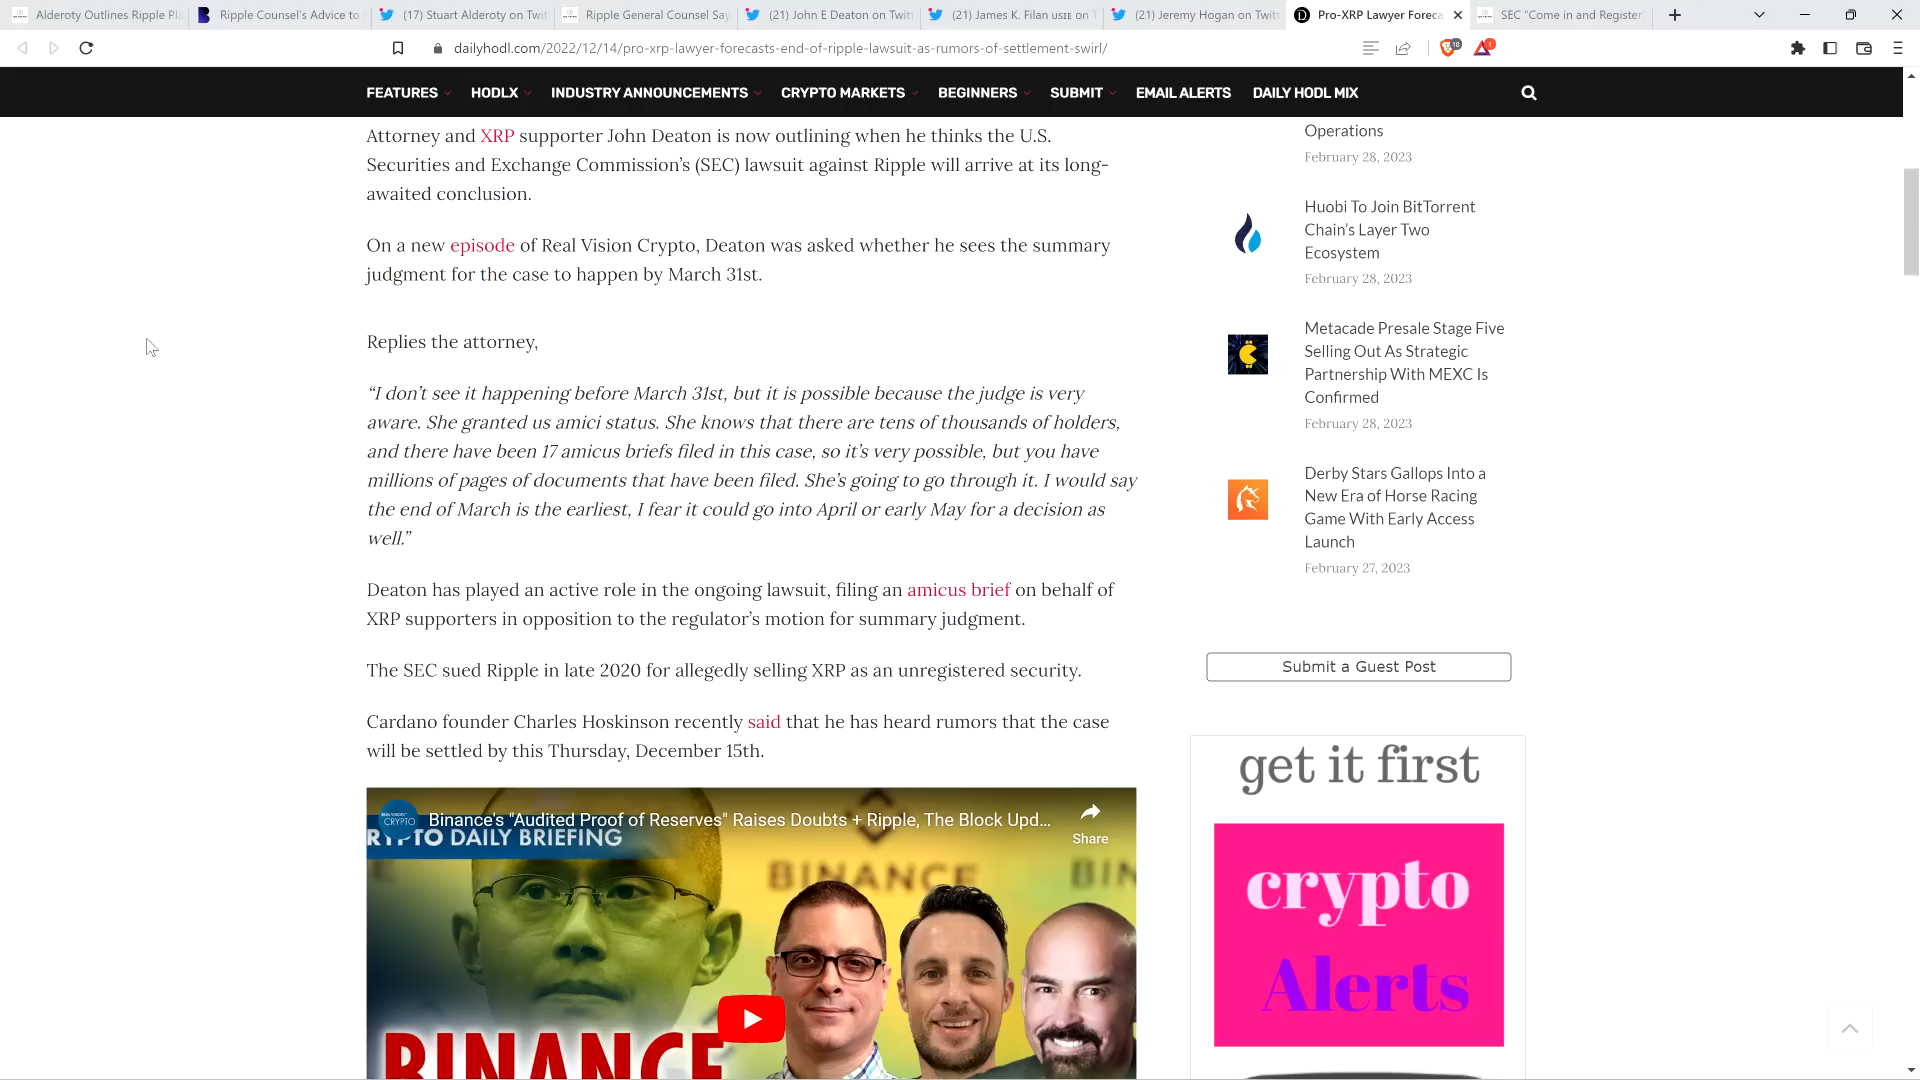 Alderoty Outlines Ripple Pla
Ripple Counsel's Advice to
(17) Stuart Alderoty on Twit
Ripple General Counsel Say
(21) John E Deaton on Twitt
(21) James K. Filan
(21) Jeremy Hogan on Twitt
Pro-XRP Lawyer Foreca
SEC "Come in and Register"
dailyhodl.com/2022/12/14/pro-xrp-lawyer-forecasts-end-of-ripple-lawsuit-as-rumors-of-settlement-swirl/
18
1
FEATURES
HODLX
INDUSTRY ANNOUNCEMENTS
CRYPTO MARKETS
BEGINNERS
SUBMIT
EMAIL ALERTS
DAILY HODL MIX
Attorney and XRP supporter John Deaton is now outlining when he thinks the U.S.
Securities and Exchange Commission's (SEC) lawsuit against Ripple will arrive at its long-
awaited conclusion.
On a new episode of Real Vision Crypto, Deaton was asked whether he sees the summary
judgment for the case to happen by March 31st.
Replies the attorney,
“I don't see it happening before March 31st, but it is possible because the judge is very
aware. She granted us amici status. She knows that there are tens of thousands of holders,
and there have been 17 amicus briefs filed in this case, so it's very possible, but you have
millions of pages of documents that have been filed. She's going to go through it. I would say
the end of March is the earliest, I fear it could go into April or early May for a decision as
well.”
Deaton has played an active role in the ongoing lawsuit, filing an amicus brief on behalf of
XRP supporters in opposition to the regulator's motion for summary judgment.
The SEC sued Ripple in late 2020 for allegedly selling XRP as an unregistered security.
Cardano founder Charles Hoskinson recently said that he has heard rumors that the case
will be settled by this Thursday, December 15th.
Binance's "Audited Proof of Reserves" Raises Doubts + Ripple, The Block Upd...
Share
REAL VISION
CRYPTO
RYPTO DAILY BRIEFING
BINANCE
BIN
BINANCE
Operations
February 28, 2023
Huobi To Join BitTorrent
Chain's Layer Two
Ecosystem
February 28, 2023
Metacade Presale Stage Five
Selling Out As Strategic
Partnership With MEXC Is
Confirmed
February 28, 2023
Derby Stars Gallops Into a
New Era of Horse Racing
Game With Early Access
Launch
February 27, 2023
Submit a Guest Post
get it first
crypto
Alerts